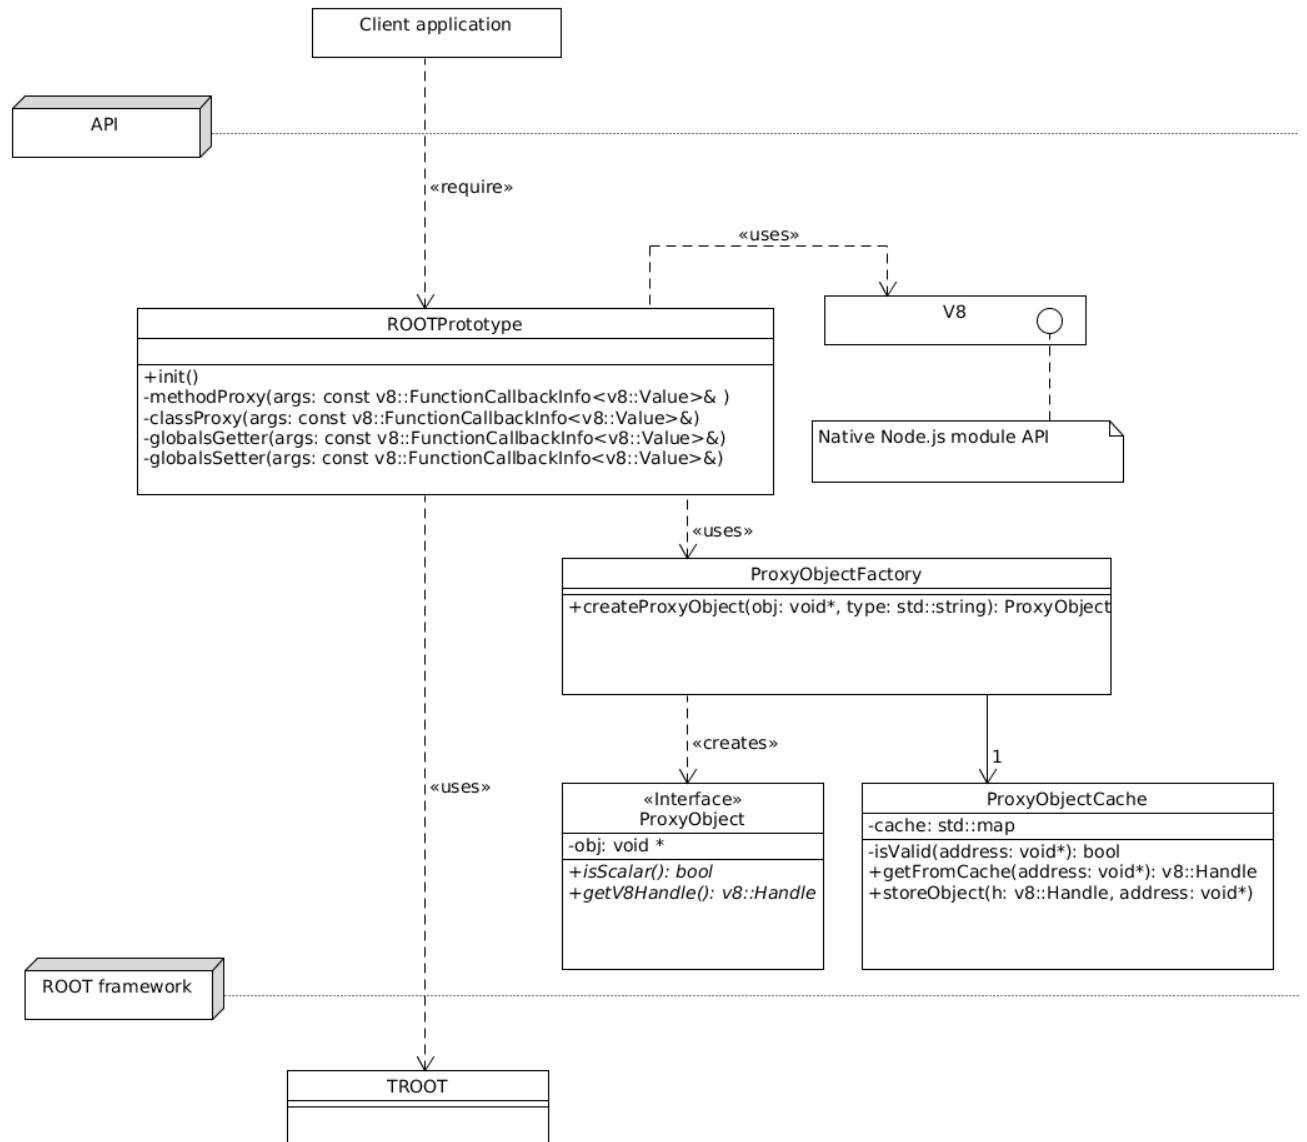 Client application
API
«require»
«uses»
V8
ROOTPrototype
+init()
-methodProxy(args: const v8::FunctionCallbackInfo<v8::Value>& )
-classProxy(args: const v8::FunctionCallbackInfo<v8::Value>&)
-globalsGetter(args: const v8::FunctionCallbackInfo<v8::Value>&)
-globalsSetter(args: const v8::FunctionCallbackInfo<v8::Value>&)
Native Node.js module API
«uses»
ProxyObjectFactory
+createProxyObject(obj: void*, type: std::string): ProxyObject
«creates»
1
«uses»
«Interface»
ProxyObject
-obj: void *
+isScalar(): bool
+getV8Handle(): v8::Handle
ProxyObjectCache
-cache: std::map
-isValid(address: void*): bool
+getFromCache(address: void*): v8::Handle
+storeObject(h: v8::Handle, address: void*)
ROOT framework
TROOT